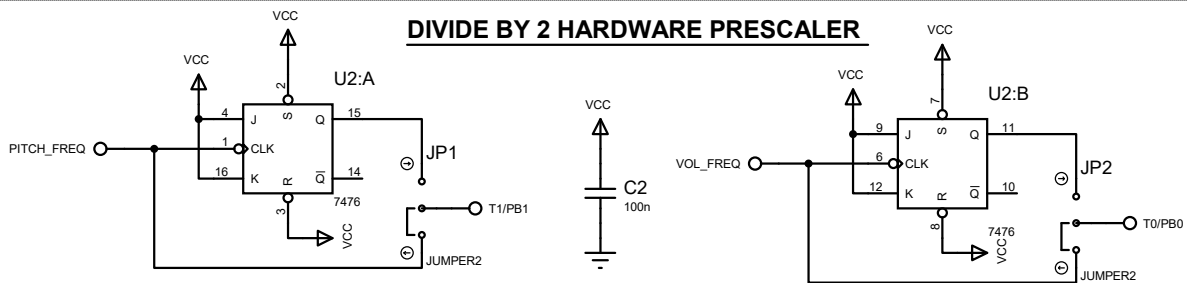 DIVIDE BY 2 HARDWARE PRESCALER
VCC
VCC
U2:A
2
4
J
S
Q
15
PITCH_FREQ
1
CLK
16
K
R
Q
14
7476
3
VCC
JP1
T1/PB1
JUMPER2
VCC
C2
100n
VCC
VCC
U2:B
7
9
J
S
Q
11
VOL_FREQ
6
CLK
12
K
R
Q
10
7476
8
VCC
JP2
T0/PB0
JUMPER2